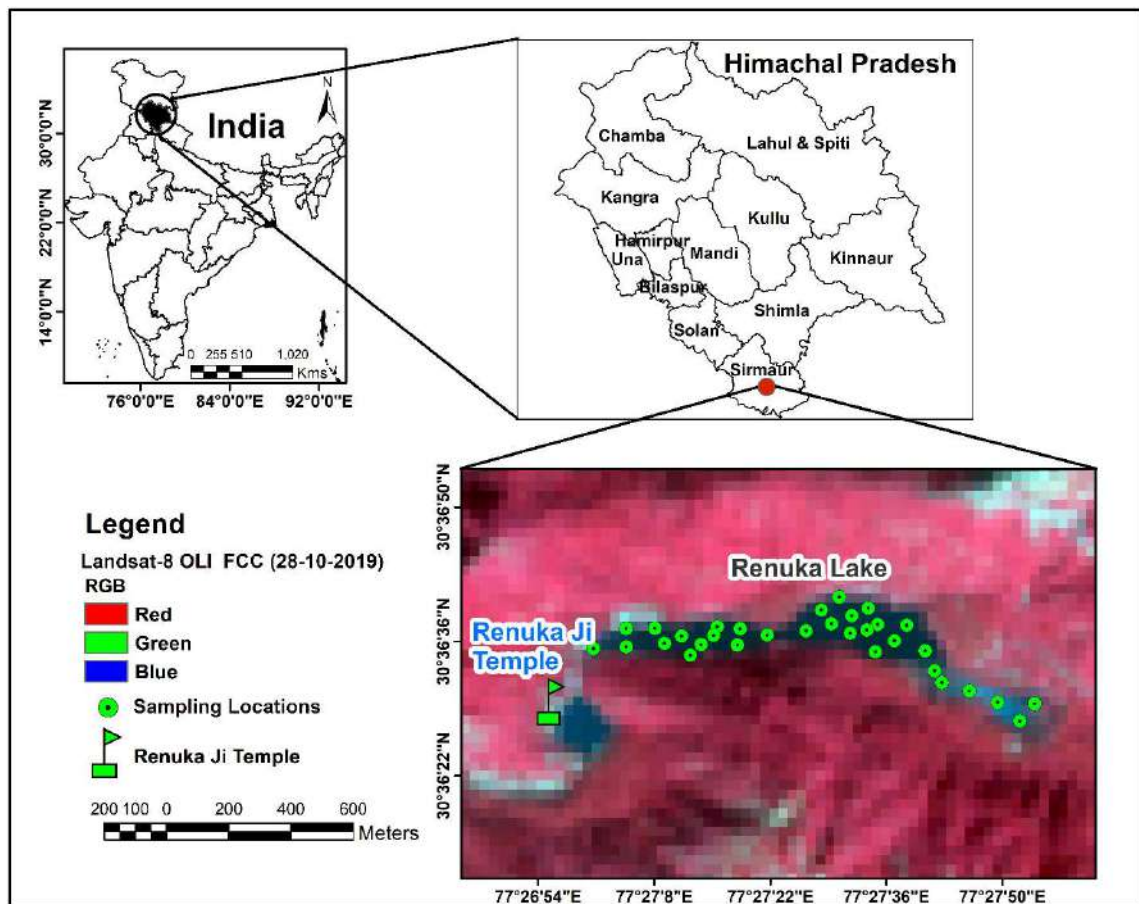 India
N
30°0'0"N
22°0'0"N
14°0'0"N
0 255 510 1,020
Kms
76°0'0"E 84°0'0"E 92°0'0"E
Himachal Pradesh
Chamba
Lahul & Spiti
Kangra
Kullu
Hamirpur
Una
Mandi
Kinnaur
Bilaspur
Shimla
Solan
Sirmaur
Legend
Landsat-8 OLI FCC (28-10-2019)
RGB
Red
Green
Blue
Sampling Locations
Renuka Ji Temple
200 100 0 200 400 600
Meters
30°36'50"N
30°36'36"N
30°36'22"N
Renuka Lake
Renuka Ji
Temple
77°26'54"E 77°27'8"E 77°27'22"E 77°27'36"E 77°27'50"E